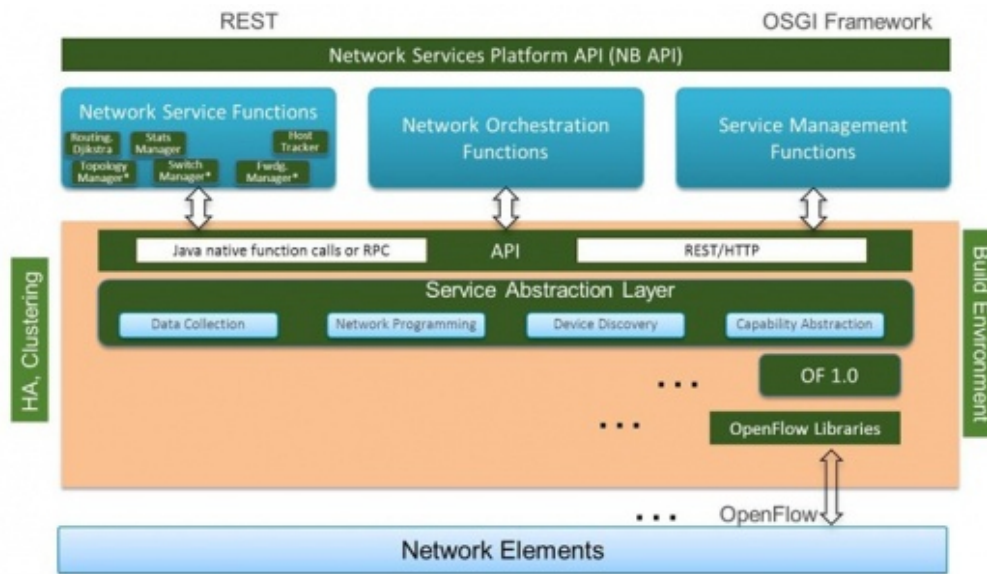 REST
OSGI Framework
Network Services Platform API (NB API)
Network Service Functions
Routing.
Djikstra
Stats
Manager
Host
Tracker
Topology
Manager*
Switch
Manager*
Fwdg.
Manager*
Network Orchestration
Functions
Service Management
Functions
HA, Clustering
Build Environment
Java native function calls or RPC
API
REST/HTTP
Service Abstraction Layer
Data Collection
Network Programming
Device Discovery
Capability Abstraction
... OF 1.0
... OpenFlow Libraries
... OpenFlow
Network Elements